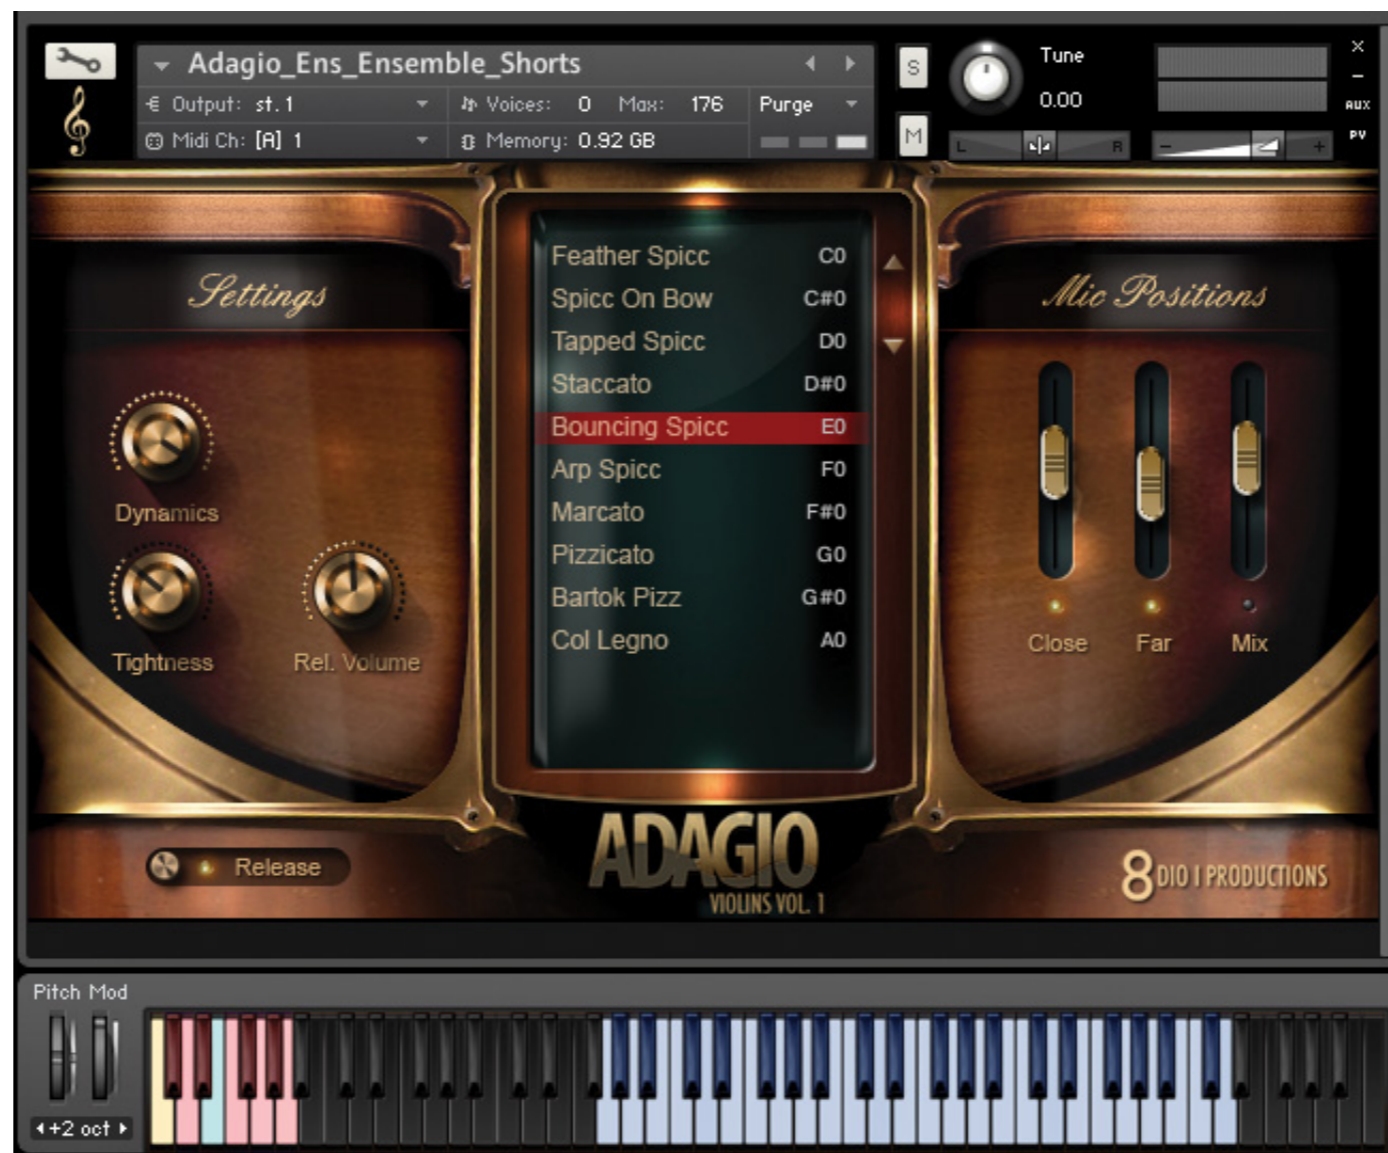 Adagio_Ens_Ensemble_Shorts
S
Tune
X
Output: st. 1
Voices: 0 Max: 176
Purge
0.00
AUX
Midi Ch: [A] 1
Memory: 0.92 GB
M
L
R
-
+
PV
Settings
Feather Spicc C0
Spicc On Bow C#0
Tapped Spicc D0
Staccato D#0
Bouncing Spicc E0
Arp Spicc F0
Marcato F#0
Pizzicato G0
Bartok Pizz G#0
Col Legno A0
Mic Positions
Dynamics
Tightness
Rel. Volume
Close
Far
Mix
Release
ADAGIO
VIOLINS VOL. 1
8DIO I PRODUCTIONS
Pitch Mod
+2 oct